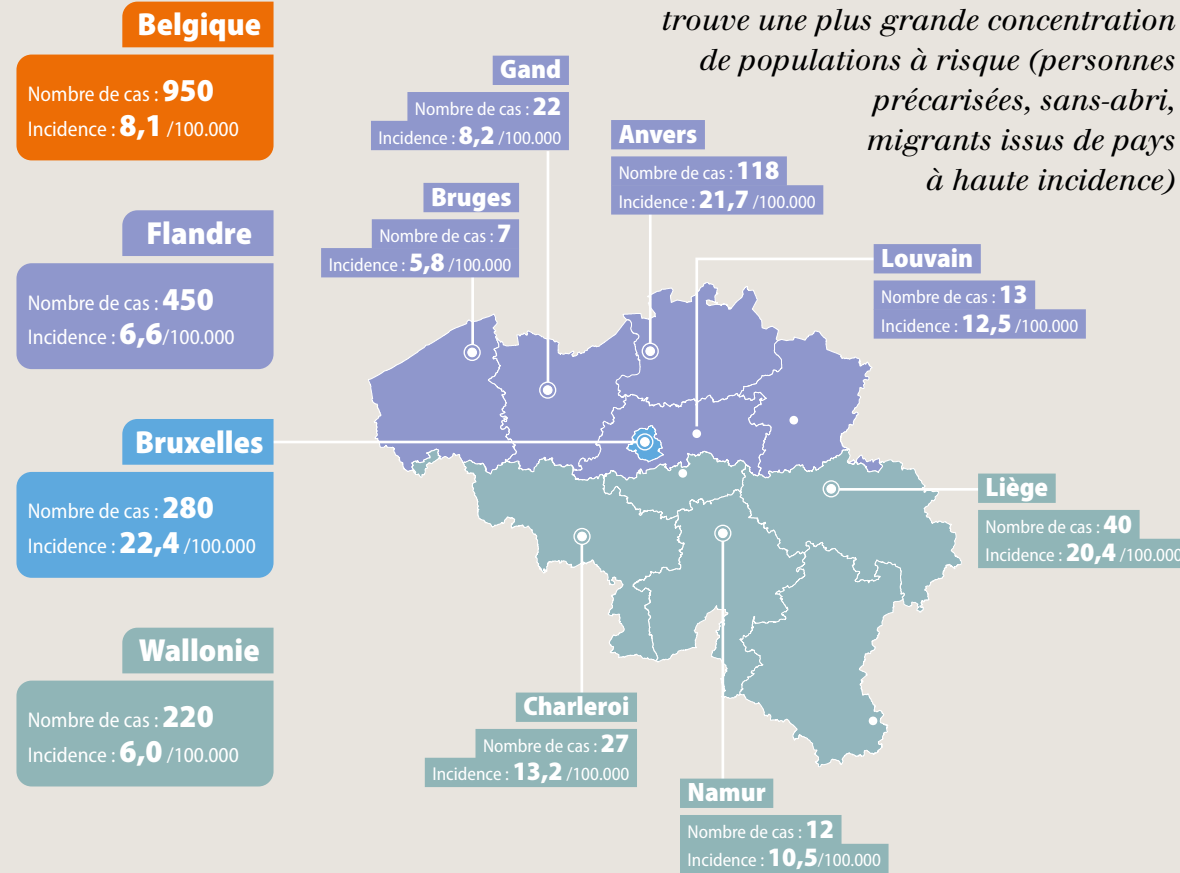 trouve une plus grande concentration
de populations à risque (personnes
précarisées, sans-abri,
migrants issus de pays
à haute incidence)
Belgique
Nombre de cas : 950
Incidence : 8,1 /100.000
Flandre
Nombre de cas : 450
Incidence : 6,6/100.000
Bruxelles
Nombre de cas : 280
Incidence : 22,4 /100.000
Wallonie
Nombre de cas : 220
Incidence : 6,0 /100.000
Gand
Nombre de cas : 22
Incidence : 8,2 /100.000
Bruges
Nombre de cas : 7
Incidence : 5,8 /100.000
Anvers
Nombre de cas : 118
Incidence : 21,7 /100.000
Louvain
Nombre de cas : 13
Incidence : 12,5 /100.000
Liège
Nombre de cas : 40
Incidence : 20,4 /100.000
Charleroi
Nombre de cas : 27
Incidence : 13,2 /100.000
Namur
Nombre de cas : 12
Incidence : 10,5/100.000